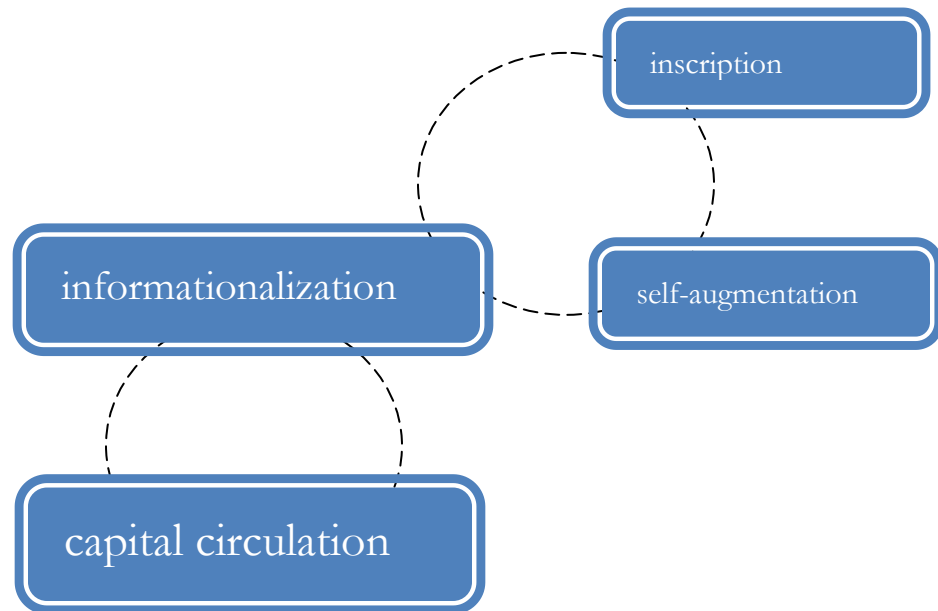 inscription
informationalization
self-augmentation
capital circulation